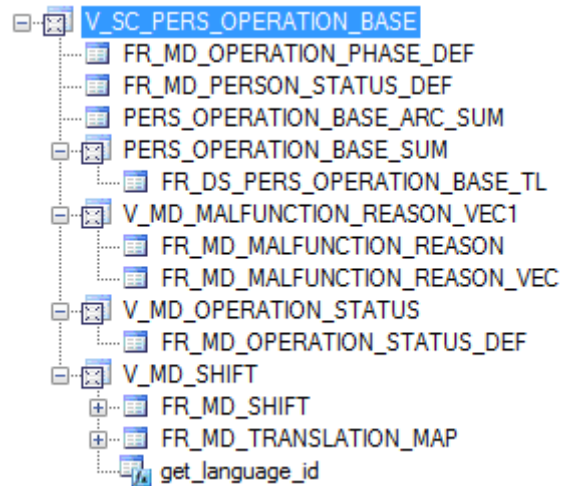 V_SC_PERS_OPERATION_BASE
FR_MD_OPERATION_PHASE_DEF
FR_MD_PERSON_STATUS_DEF
PERS_OPERATION_BASE_ARC_SUM
PERS_OPERATION_BASE_SUM
FR_DS_PERS_OPERATION_BASE_TL
V_MD_MALFUNCTION_REASON_VEC1
FR_MD_MALFUNCTION_REASON
FR_MD_MALFUNCTION_REASON_VEC
V_MD_OPERATION_STATUS
FR_MD_OPERATION_STATUS_DEF
V_MD_SHIFT
FR_MD_SHIFT
FR_MD_TRANSLATION_MAP
get_language_id